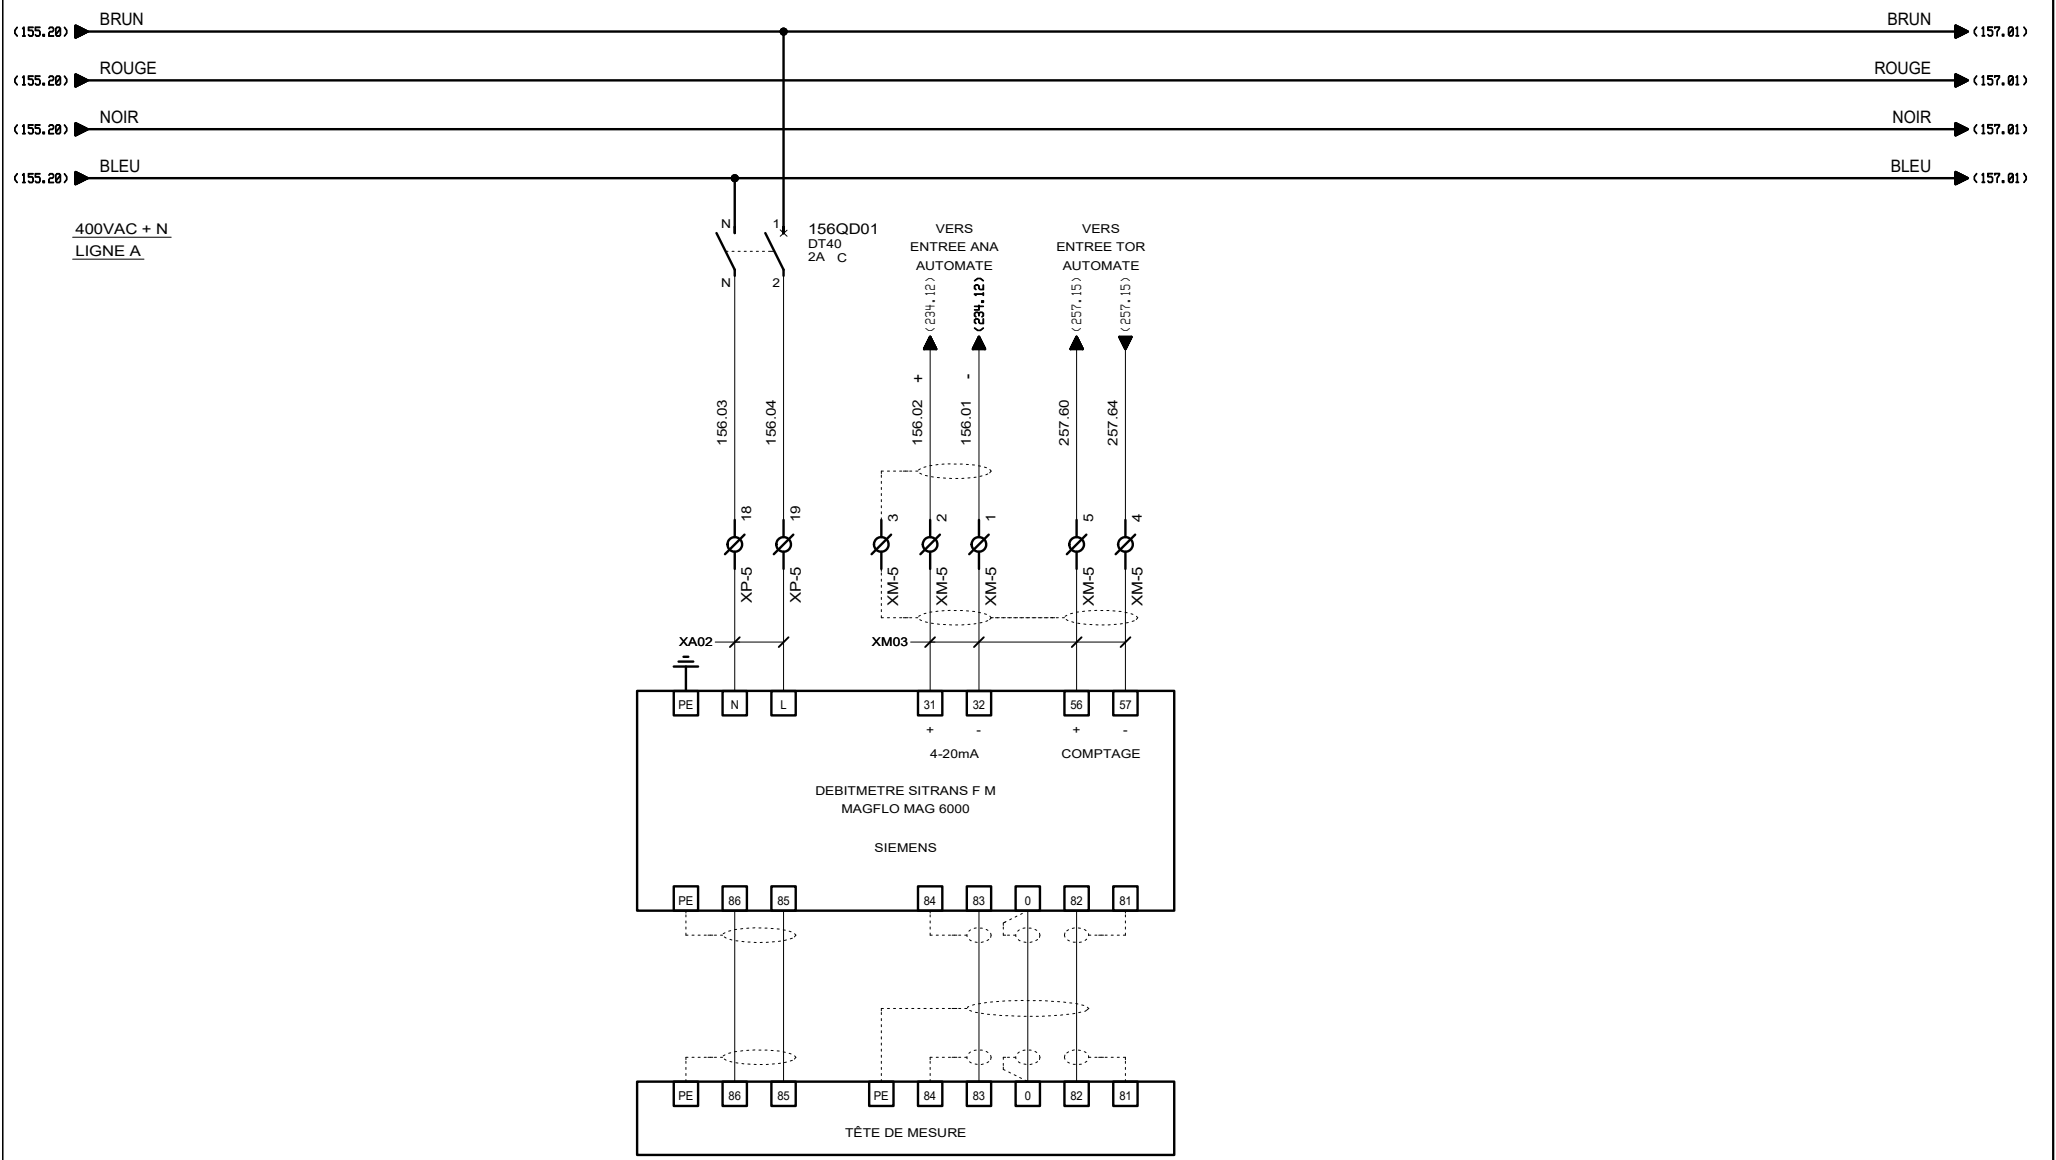 (155.20) BRUN BRUN (157.01)
(155.20) ROUGE ROUGE (157.01)
(155.20) NOIR NOIR (157.01)
(155.20) BLEU BLEU (157.01)
400VAC + N
LIGNE A
N 1 156QD01
DT40
2A C
N 2
VERS
ENTREE ANA
AUTOMATE
VERS
ENTREE TOR
AUTOMATE
(234.12) (234.12) (257.15) (257.15)
+ -
156.03 156.04 156.02 156.01 257.60 257.64
18 19 3 2 1 5 4
XP-5 XP-5 XM-5 XM-5 XM-5 XM-5 XM-5
XA02 XM03
PE N L 31 32 56 57
+ - + -
4-20mA COMPTAGE
DEBITMETRE SITRANS F M
MAGFLO MAG 6000
SIEMENS
PE 86 85 84 83 0 82 81
PE 86 85 PE 84 83 0 82 81
TÊTE DE MESURE